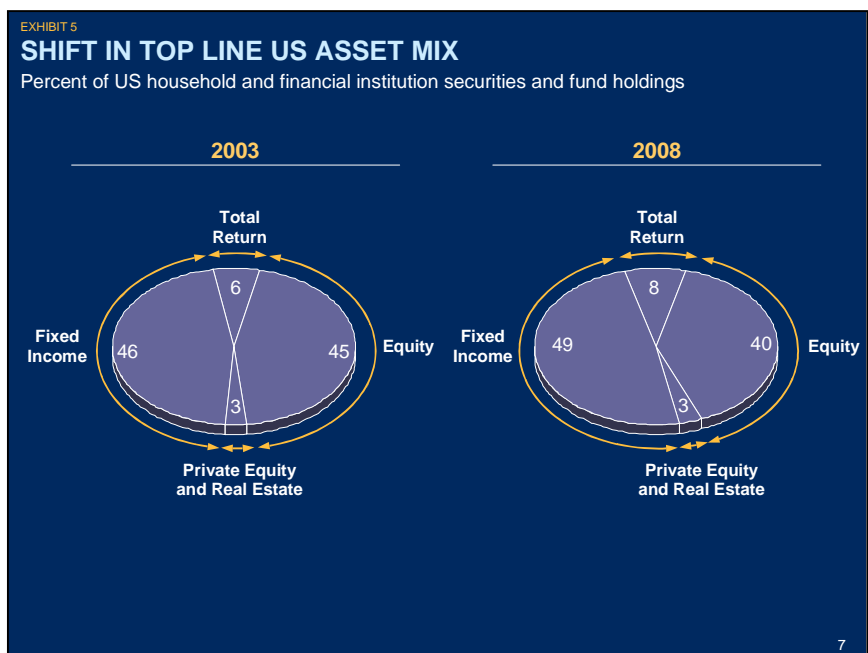 EXHIBIT 5
SHIFT IN TOP LINE US ASSET MIX
Percent of US household and financial institution securities and fund holdings
2003
Total
Return
6
Fixed
Income
46
45
Equity
3
Private Equity
and Real Estate
2008
Total
Return
8
Fixed
Income
49
40
Equity
3
Private Equity
and Real Estate
7